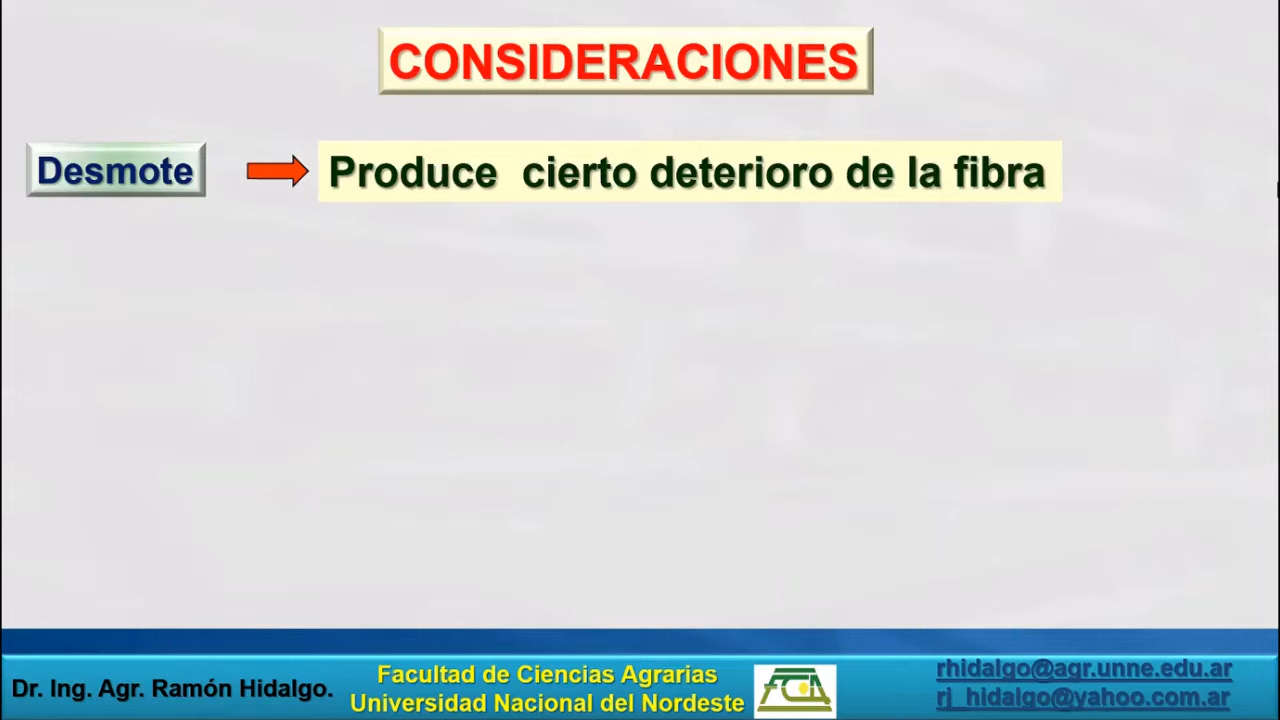 CONSIDERACIONES
Desmote
Produce cierto deterioro de la fibra
Dr. Ing. Agr. Ramón Hidalgo.
Facultad de Ciencias Agrarias
Universidad Nacional del Nordeste
FCA
rhidalgo@agr.unne.edu.ar
rj_hidalgo@yahoo.com.ar